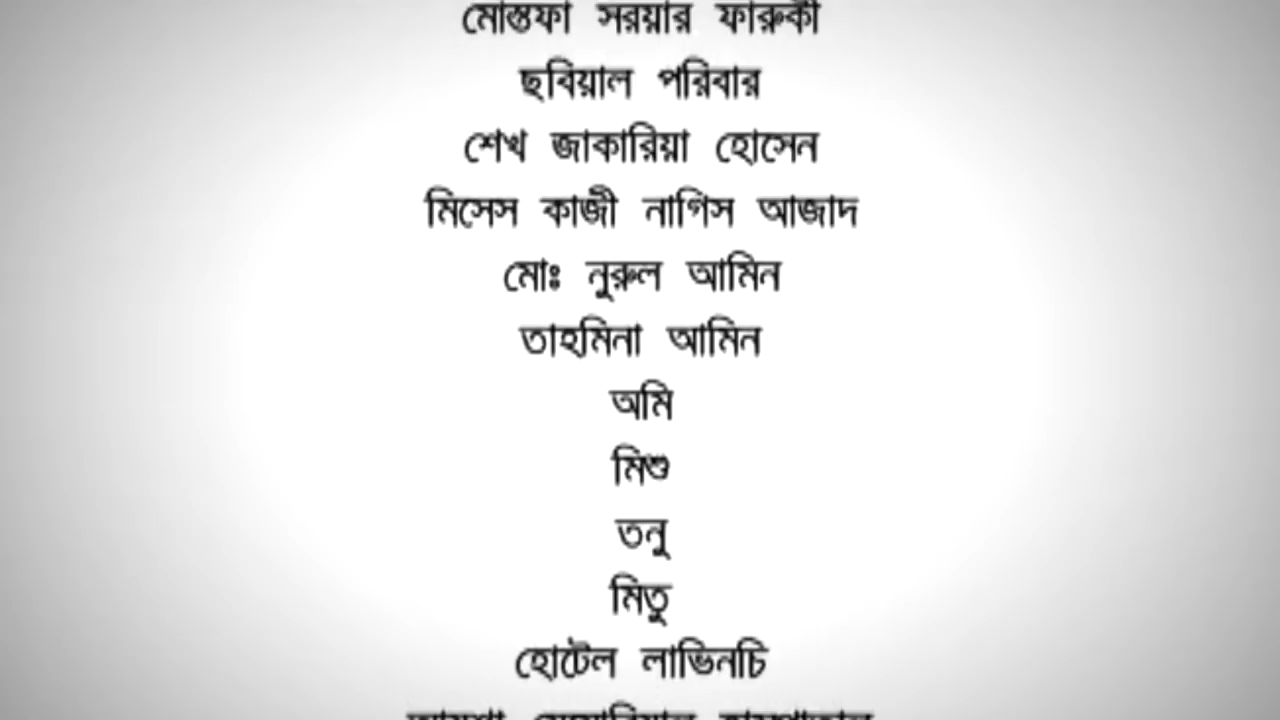 মোস্তফা সরয়ার ফারুকী
ছবিয়াল পরিবার
শেখ জাকারিয়া হোসেন
মিসেস কাজী নার্গিস আজাদ
মোঃ নুরুল আমিন
তাহমিনা আমিন
অমি
মিশু
তনু
মিতু
হোটেল লাভিনচি